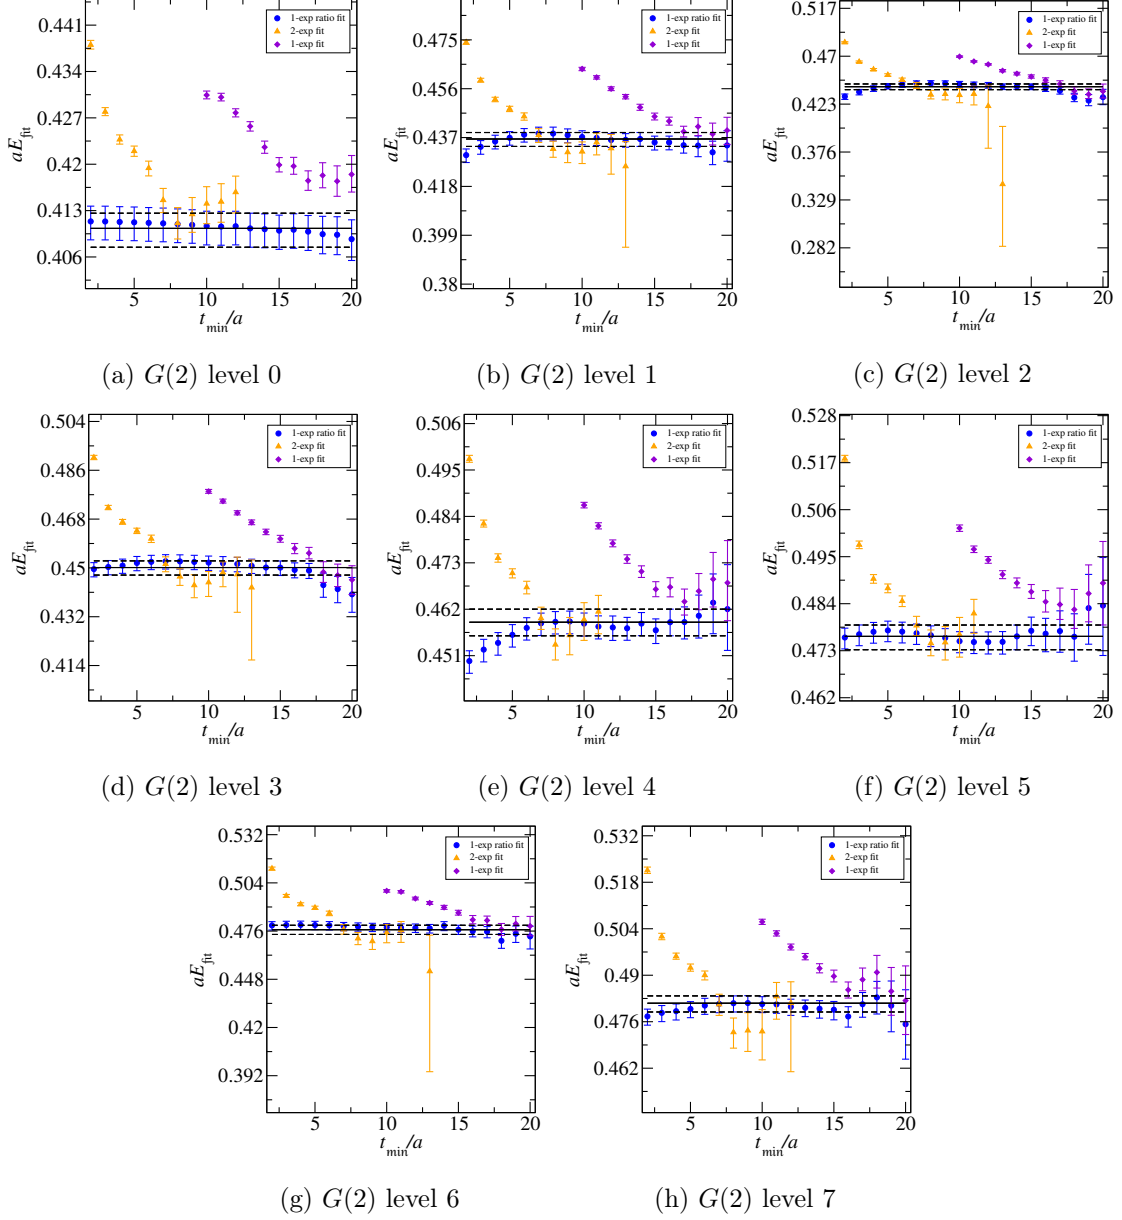 0.441
0.434
0.427
0.42
0.413
0.406
aE_fit
5 10 15 20
t_min/a
1-exp ratio fit
2-exp fit
1-exp fit
(a) G(2) level 0
0.475
0.456
0.437
0.418
0.399
0.38
aE_fit
5 10 15 20
t_min/a
1-exp ratio fit
2-exp fit
1-exp fit
(b) G(2) level 1
0.517
0.47
0.423
0.376
0.329
0.282
aE_fit
5 10 15 20
t_min/a
1-exp ratio fit
2-exp fit
1-exp fit
(c) G(2) level 2
0.504
0.486
0.468
0.45
0.432
0.414
aE_fit
5 10 15 20
t_min/a
1-exp ratio fit
2-exp fit
1-exp fit
(d) G(2) level 3
0.506
0.495
0.484
0.473
0.462
0.451
aE_fit
5 10 15 20
t_min/a
1-exp ratio fit
2-exp fit
1-exp fit
(e) G(2) level 4
0.528
0.517
0.506
0.495
0.484
0.473
0.462
aE_fit
5 10 15 20
t_min/a
1-exp ratio fit
2-exp fit
1-exp fit
(f) G(2) level 5
0.532
0.504
0.476
0.448
0.42
0.392
aE_fit
5 10 15 20
t_min/a
1-exp ratio fit
2-exp fit
1-exp fit
(g) G(2) level 6
0.532
0.518
0.504
0.49
0.476
0.462
aE_fit
5 10 15 20
t_min/a
1-exp ratio fit
2-exp fit
1-exp fit
(h) G(2) level 7